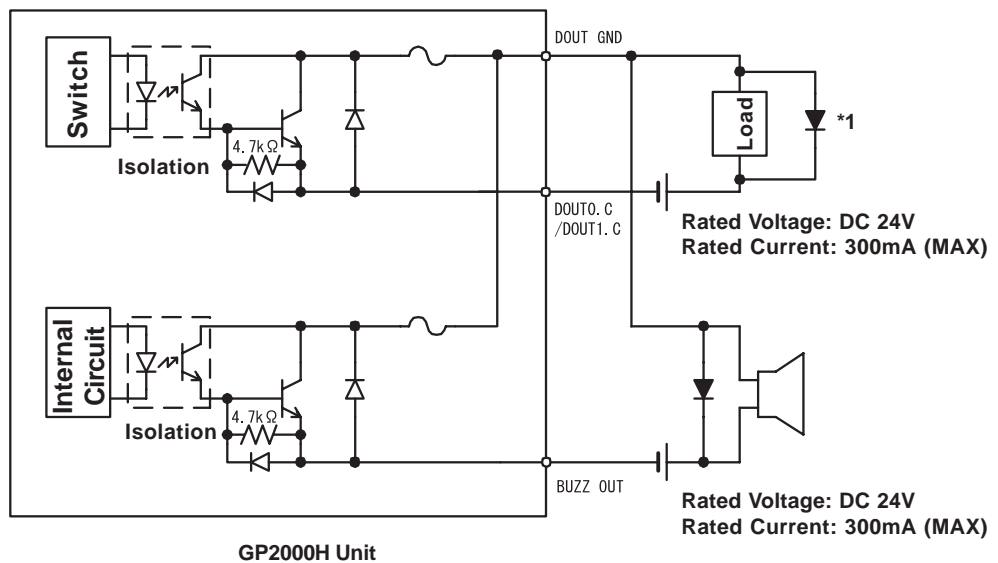 DOUT GND
Switch
Load
*1
4.7kΩ
Isolation
DOUT0.C
/DOUT1.C
Rated Voltage: DC 24V
Rated Current: 300mA (MAX)
Internal
Circuit
4.7kΩ
Isolation
BUZZ OUT
Rated Voltage: DC 24V
Rated Current: 300mA (MAX)
GP2000H Unit